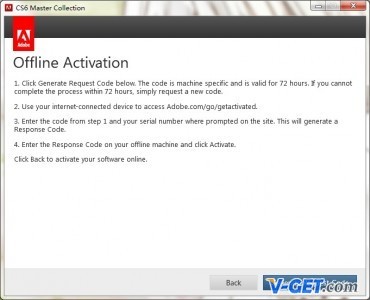 CS6 Master Collection
Adobe
Offline Activation
1. Click Generate Request Code below. The code is machine specific and is valid for 72 hours. If you cannot
complete the process within 72 hours, simply request a new code.
2. Use your internet-connected device to access Adobe.com/go/getactivated.
3. Enter the code from step 1 and your serial number where prompted on the site. This will generate a
Response Code.
4. Enter the Response Code on your offline machine and click Activate.
Click Back to activate your software online.
Back
V-GET.com